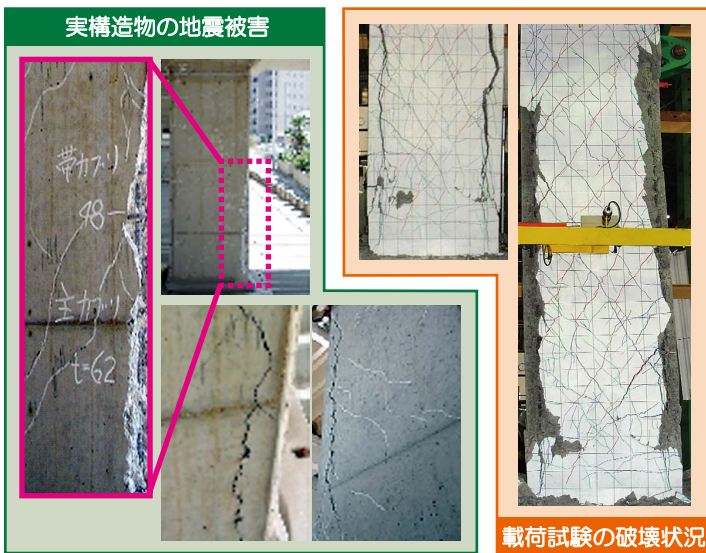 実構造物の地震被害
帯カブリ
48
主カブリ
t=62
載荷試験の破壊状況